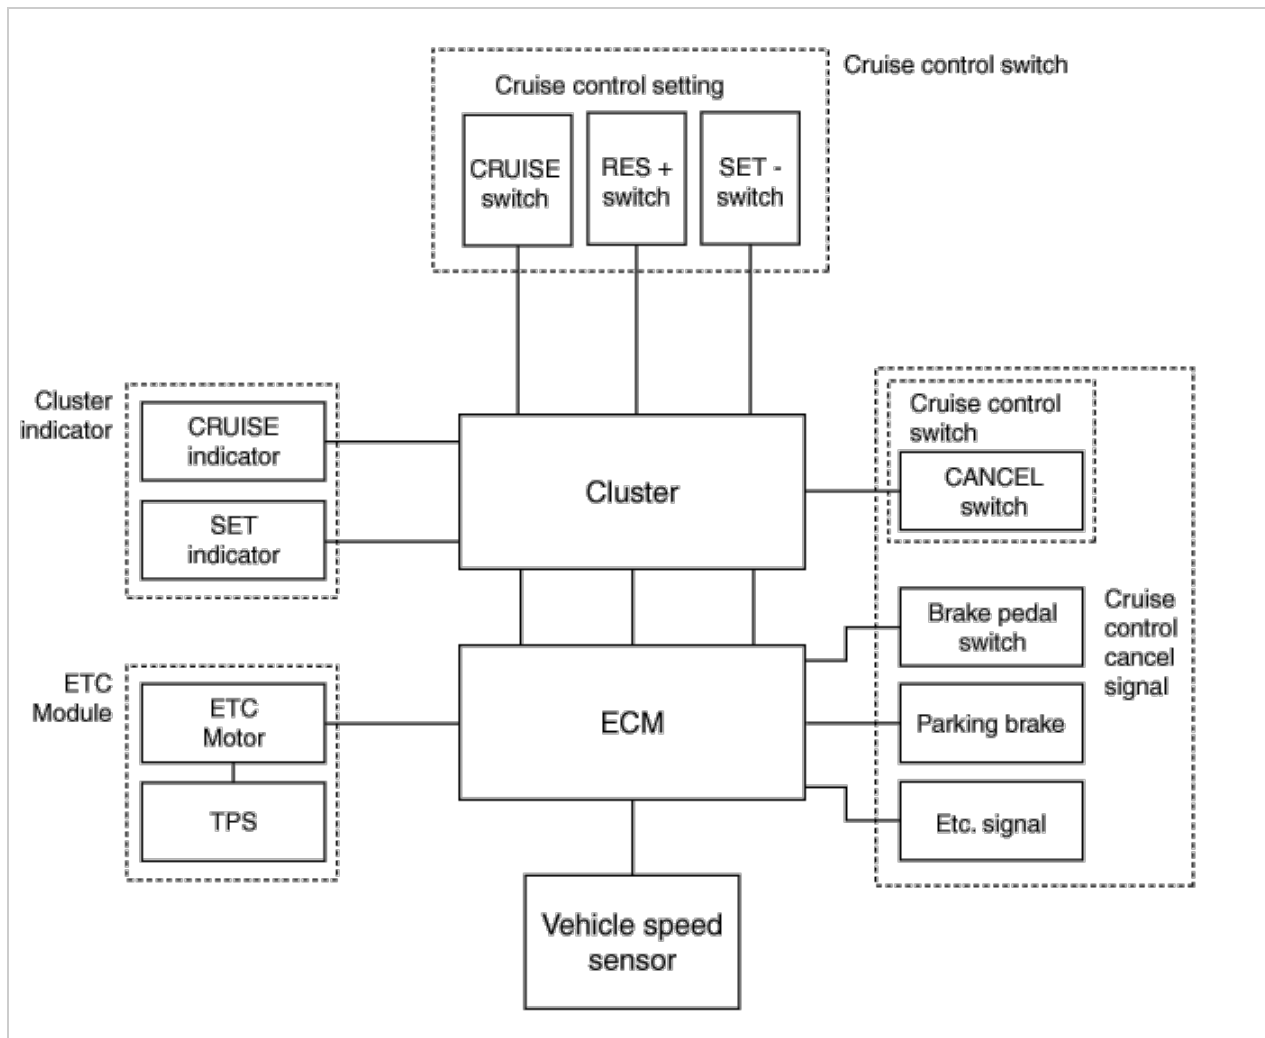 Cruise control switch
Cruise control setting
CRUISE
switch
RES +
switch
SET -
switch
Cluster
indicator
CRUISE
indicator
SET
indicator
Cluster
Cruise control
switch
CANCEL
switch
Brake pedal
switch
Cruise
control
cancel
signal
Parking brake
Etc. signal
ETC
Module
ETC
Motor
TPS
ECM
Vehicle speed
sensor